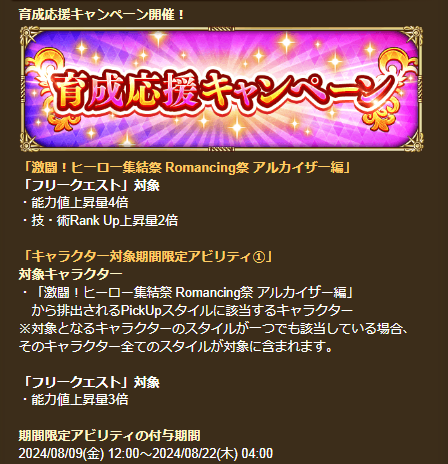 育成応援キャンペーン開催！
育成応援キャンペーン
「激闘！ヒーロー集結祭 Romancing祭 アルカイザー編」
「フリークエスト」対象
・能力値上昇量4倍
・技・術Rank Up上昇量2倍
「キャラクター対象期間限定アビリティ①」
対象キャラクター
・「激闘！ヒーロー集結祭 Romancing祭 アルカイザー編」
から排出されるPickUpスタイルに該当するキャラクター
※対象となるキャラクターのスタイルが一つでも該当している場合、
そのキャラクター全てのスタイルが対象に含まれます。
「フリークエスト」対象
・能力値上昇量3倍
期間限定アビリティの付与期間
2024/08/09(金) 12:00～2024/08/22(木) 04:00